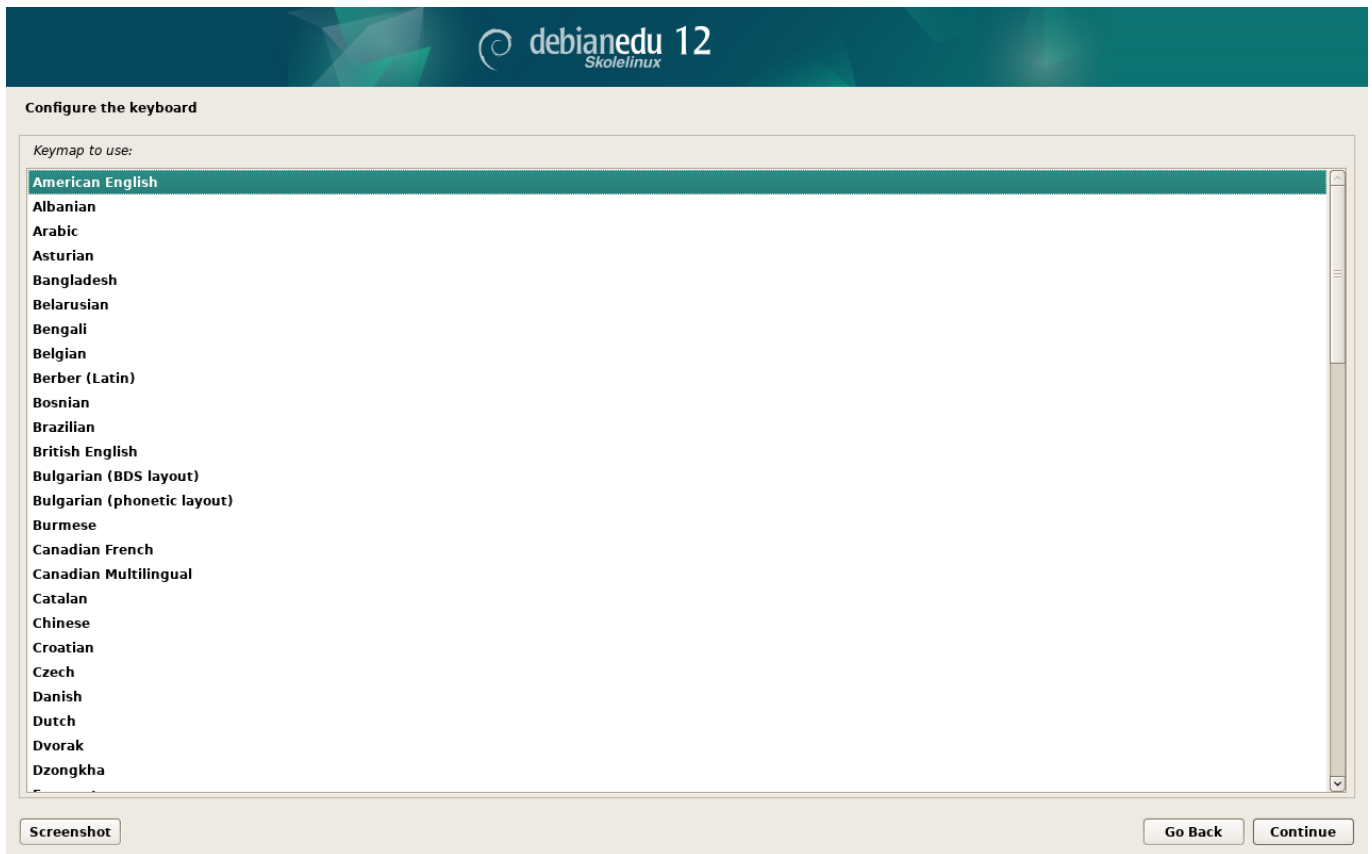 debianedu 12
Skolelinux
Configure the keyboard
Keymap to use:
American English
Albanian
Arabic
Asturian
Bangladesh
Belarusian
Bengali
Belgian
Berber (Latin)
Bosnian
Brazilian
British English
Bulgarian (BDS layout)
Bulgarian (phonetic layout)
Burmese
Canadian French
Canadian Multilingual
Catalan
Chinese
Croatian
Czech
Danish
Dutch
Dvorak
Dzongkha
Screenshot Go Back Continue